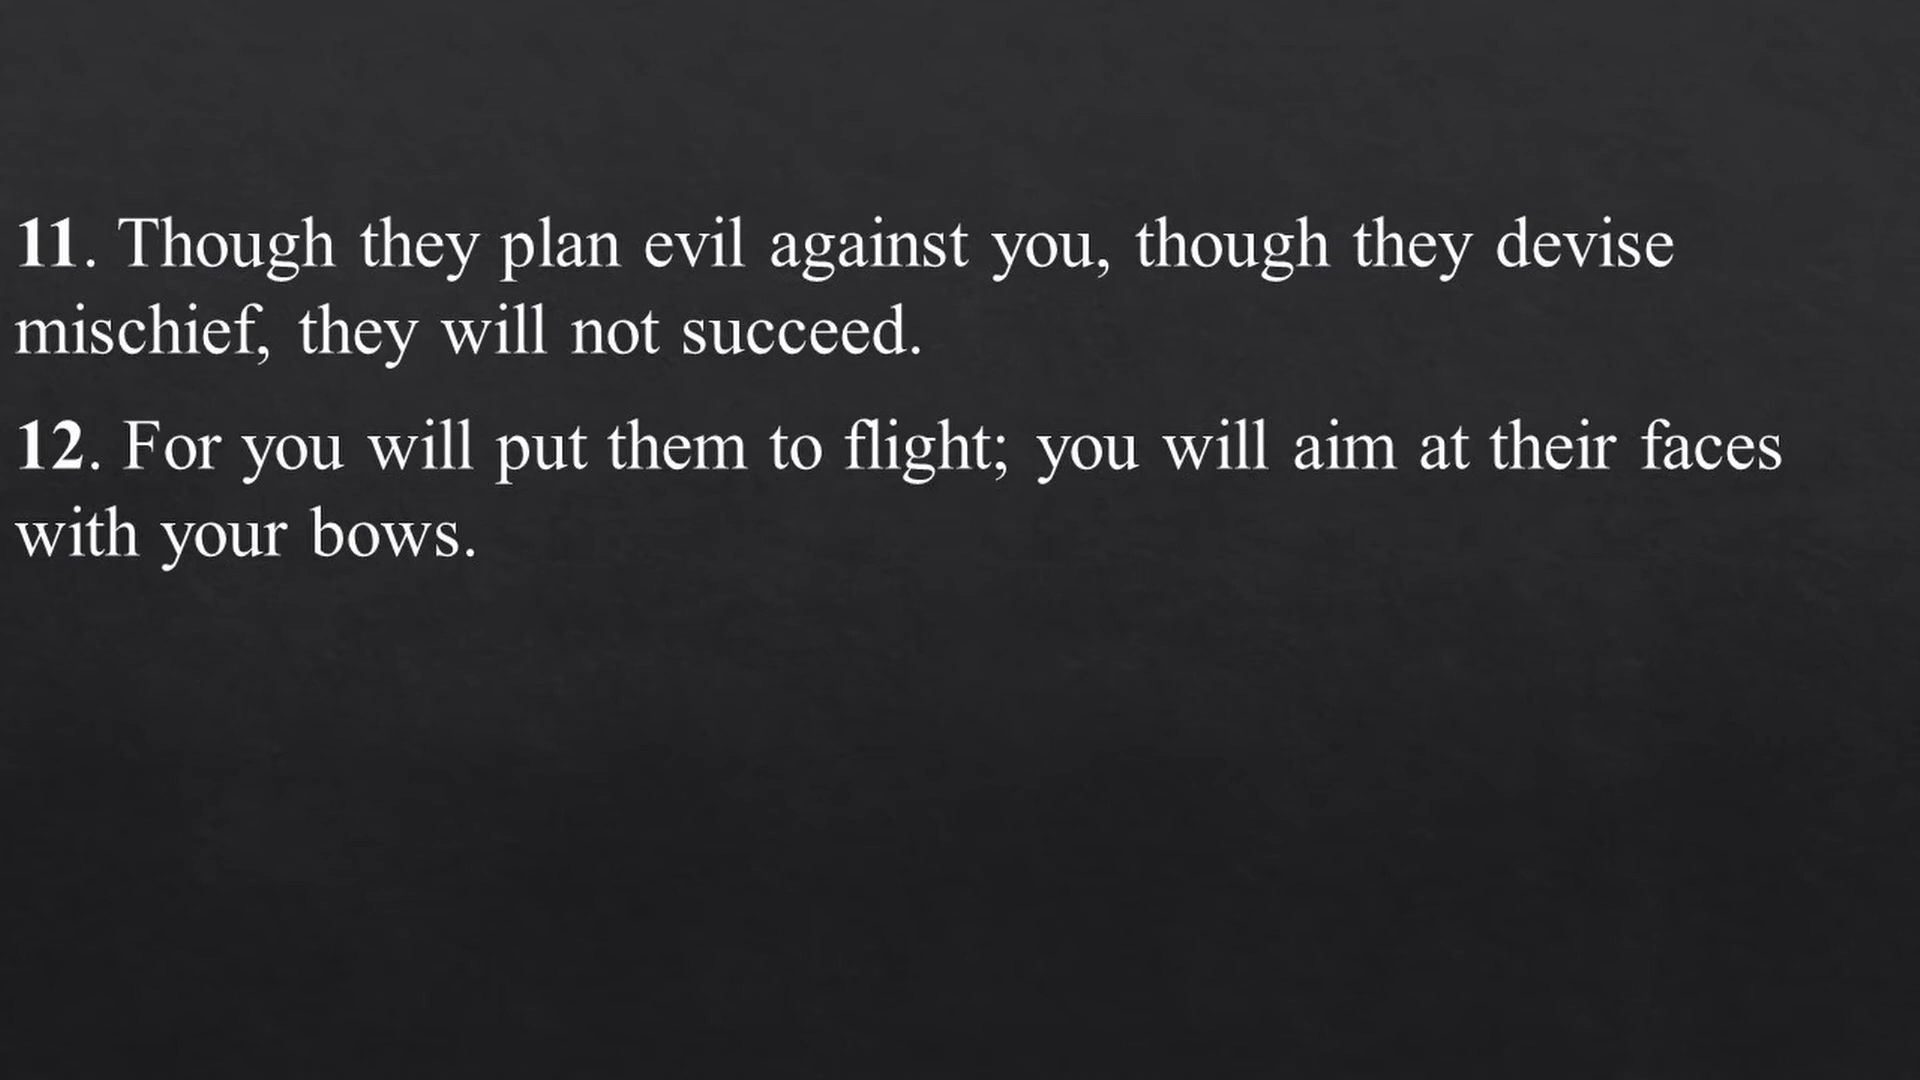 11. Though they plan evil against you, though they devise
mischief, they will not succeed.
12. For you will put them to flight; you will aim at their faces
with your bows.